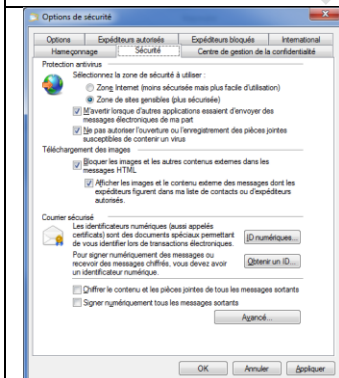 Options de sécurité
Options Expéditeurs autorisés Expéditeurs bloqués International
Hameçonnage Sécurité Centre de gestion de la confidentialité
Protection antivirus
Sélectionnez la zone de sécurité à utiliser :
Zone Internet (moins sécurisée mais plus facile d'utilisation)
Zone de sites sensibles (plus sécurisée)
M'avertir lorsque d'autres applications essaient d'envoyer des
messages électroniques de ma part
Ne pas autoriser l'ouverture ou l'enregistrement des pièces jointes
susceptibles de contenir un virus
Téléchargement des images
Bloquer les images et les autres contenus externes dans les
messages HTML
Afficher les images et le contenu externe des messages dont les
expéditeurs figurent dans ma liste de contacts ou d'expéditeurs
autorisés.
Courrier sécurisé
Les identificateurs numériques (aussi appelés
certificats) sont des documents spéciaux permettant
de vous identifier lors de transactions électroniques.
ID numériques...
Pour signer numériquement des messages ou
recevoir des messages chiffrés, vous devez avoir
un identificateur numérique.
Obtenir un ID...
Chiffrer le contenu et les pièces jointes de tous les messages sortants
Signer numériquement tous les messages sortants
Avancé...
OK Annuler Appliquer